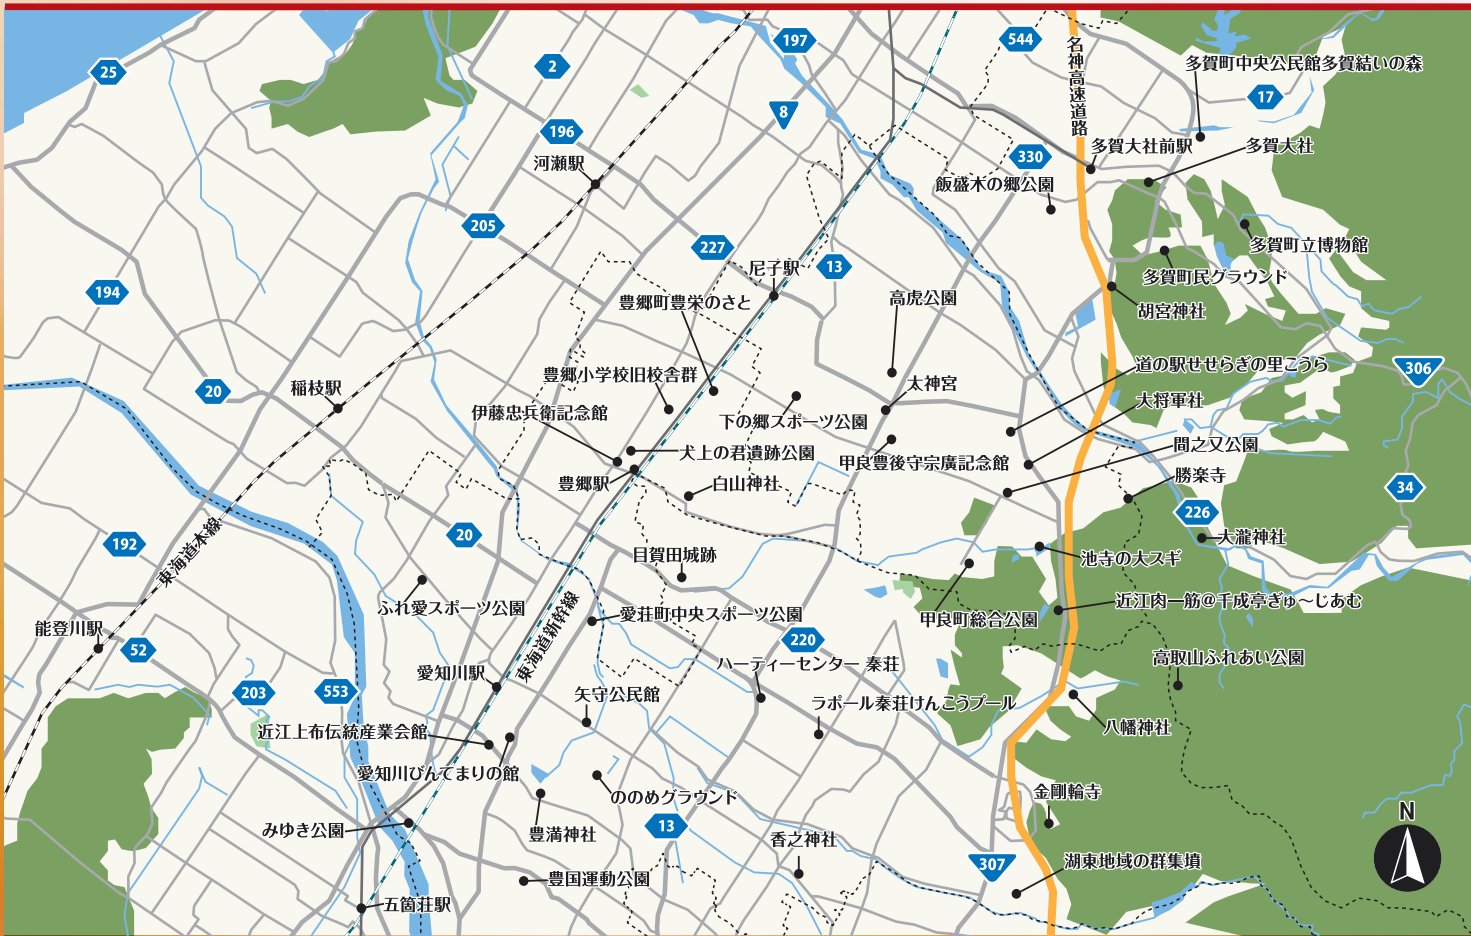 544
197
名神高速道路
2
25
多賀町中央公民館多賀結いの森
17
8
196
多賀大社前駅
多賀大社
330
河瀬駅
飯盛木の郷公園
205
227
多賀町立博物館
13
尼子駅
多賀町民グラウンド
194
高虎公園
豊郷町豊栄のさと
胡宮神社
道の駅せせらぎの里こうら
306
豊郷小学校旧校舎群
太神宮
20
稲枝駅
大将軍社
伊藤忠兵衛記念館
下の郷スポーツ公園
間之又公園
犬上の君遺跡公園
甲良豊後守宗廣記念館
勝楽寺
豊郷駅
白山神社
34
226
20
大瀧神社
192
東海道本線
目賀田城跡
池寺の大スギ
近江肉一筋@千成亭ぎゅ〜じあむ
ふれ愛スポーツ公園
愛荘町中央スポーツ公園
甲良町総合公園
能登川駅
東海道新幹線
220
52
高取山ふれあい公園
ハーティーセンター 秦荘
愛知川駅
203
553
矢守公民館
ラポール秦荘けんこうプール
八幡神社
近江上布伝統産業会館
愛知川びんてまりの館
金剛輪寺
ののめグラウンド
N
みゆき公園
豊満神社
13
香之神社
307
湖東地域の群集墳
豊国運動公園
五箇荘駅